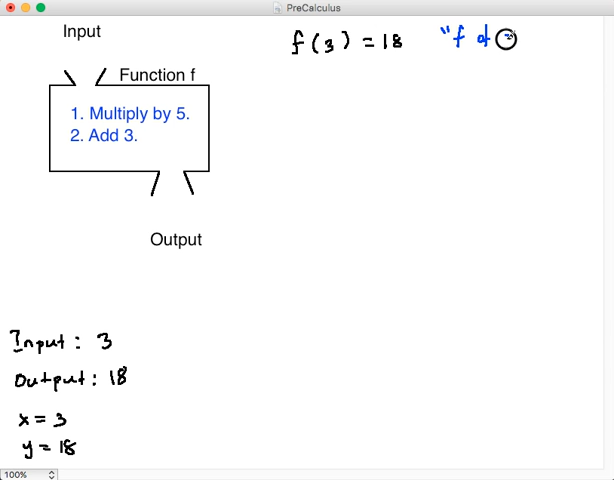 PreCalculus
Input
f(3) = 18 "f of
Function f
1. Multiply by 5.
2. Add 3.
Output
Input: 3
Output: 18
x = 3
y = 18
100%